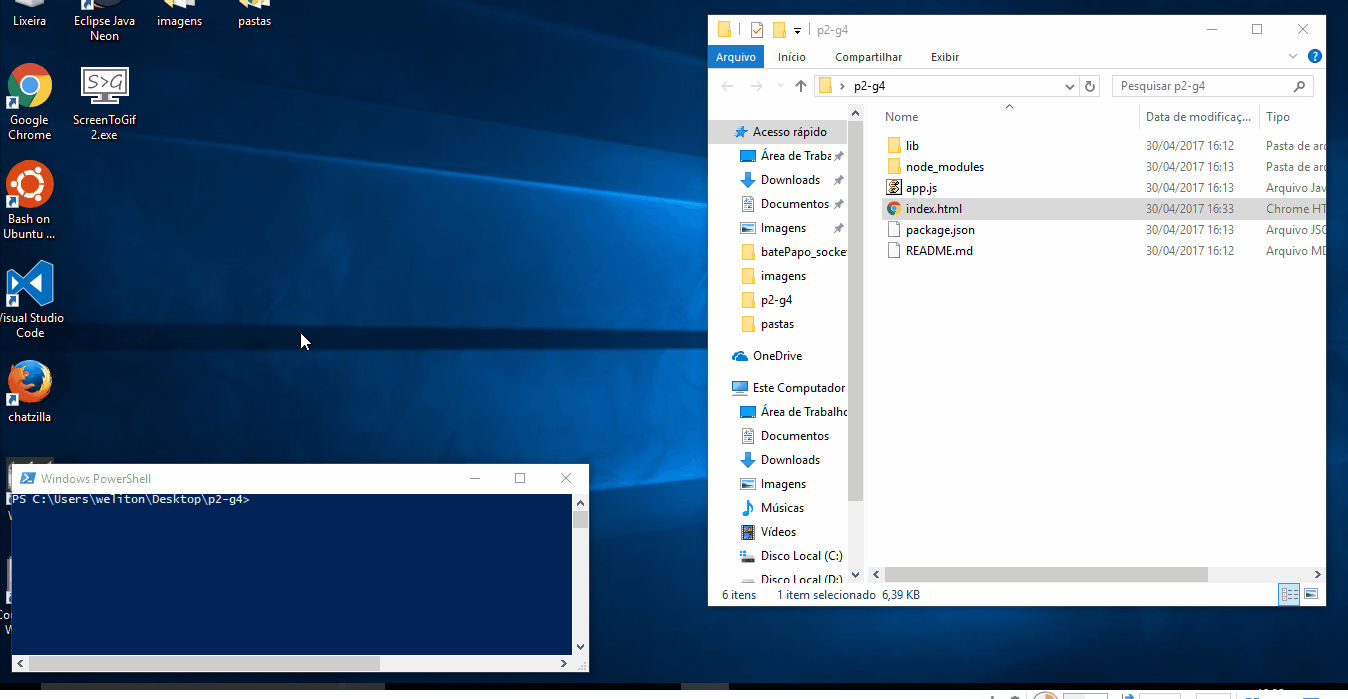 Lixeira
Eclipse Java
Neon
imagens
pastas
Google
Chrome
S>G
ScreenToGif
2.exe
Bash on
Ubuntu ...
Visual Studio
Code
chatzilla
Windows PowerShell
PS C:\Users\weliton\Desktop\p2-g4>
p2-g4
Arquivo Início Compartilhar Exibir
p2-g4
Pesquisar p2-g4
Acesso rápido
Área de Traba
Downloads
Documentos
Imagens
batePapo_socke
imagens
p2-g4
pastas
OneDrive
Este Computador
Área de Trabalho
Documentos
Downloads
Imagens
Músicas
Vídeos
Disco Local (C:)
Disco Local (D:)
Nome Data de modificaç... Tipo
lib 30/04/2017 16:12 Pasta de arq
node_modules 30/04/2017 16:13 Pasta de arq
app.js 30/04/2017 16:13 Arquivo Jav
index.html 30/04/2017 16:33 Chrome HT
package.json 30/04/2017 16:13 Arquivo JSO
README.md 30/04/2017 16:12 Arquivo MD
6 itens 1 item selecionado 6,39 KB